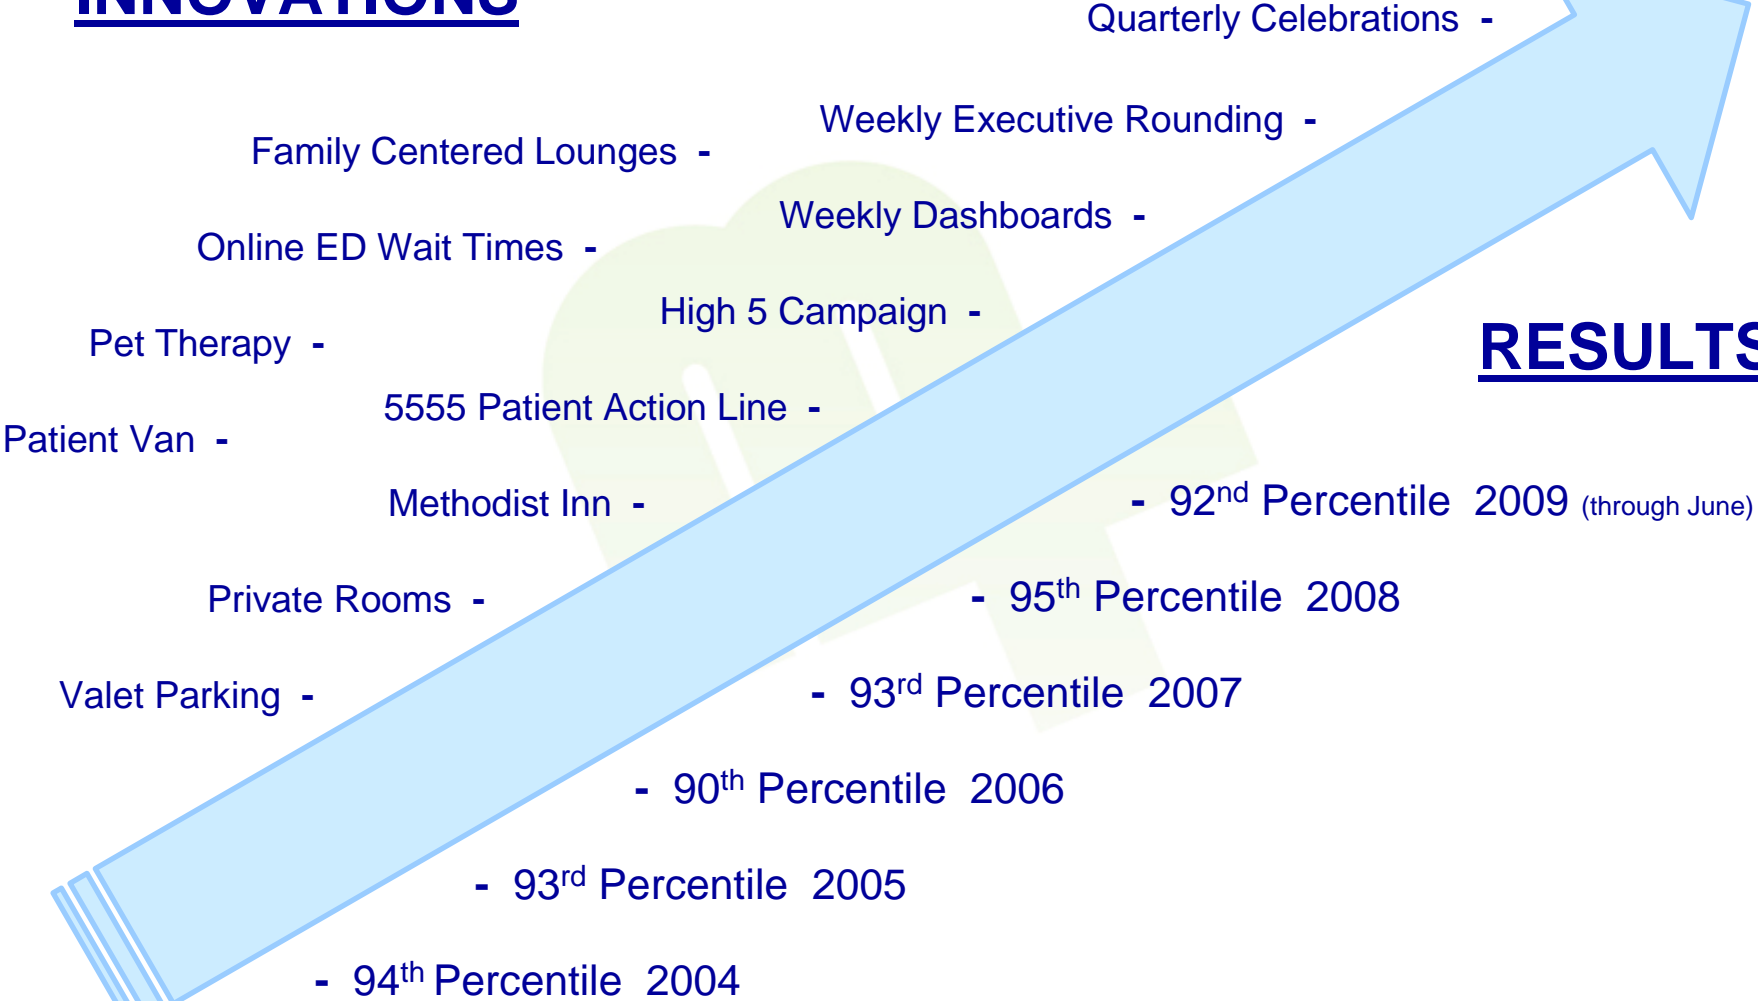 INNOVATIONS
Quarterly Celebrations -
Weekly Executive Rounding -
Family Centered Lounges -
Weekly Dashboards -
Online ED Wait Times -
High 5 Campaign -
Pet Therapy -
RESULTS
5555 Patient Action Line -
Patient Van -
Methodist Inn -
- 92nd Percentile 2009 (through June)
Private Rooms -
- 95th Percentile 2008
Valet Parking -
- 93rd Percentile 2007
- 90th Percentile 2006
- 93rd Percentile 2005
- 94th Percentile 2004